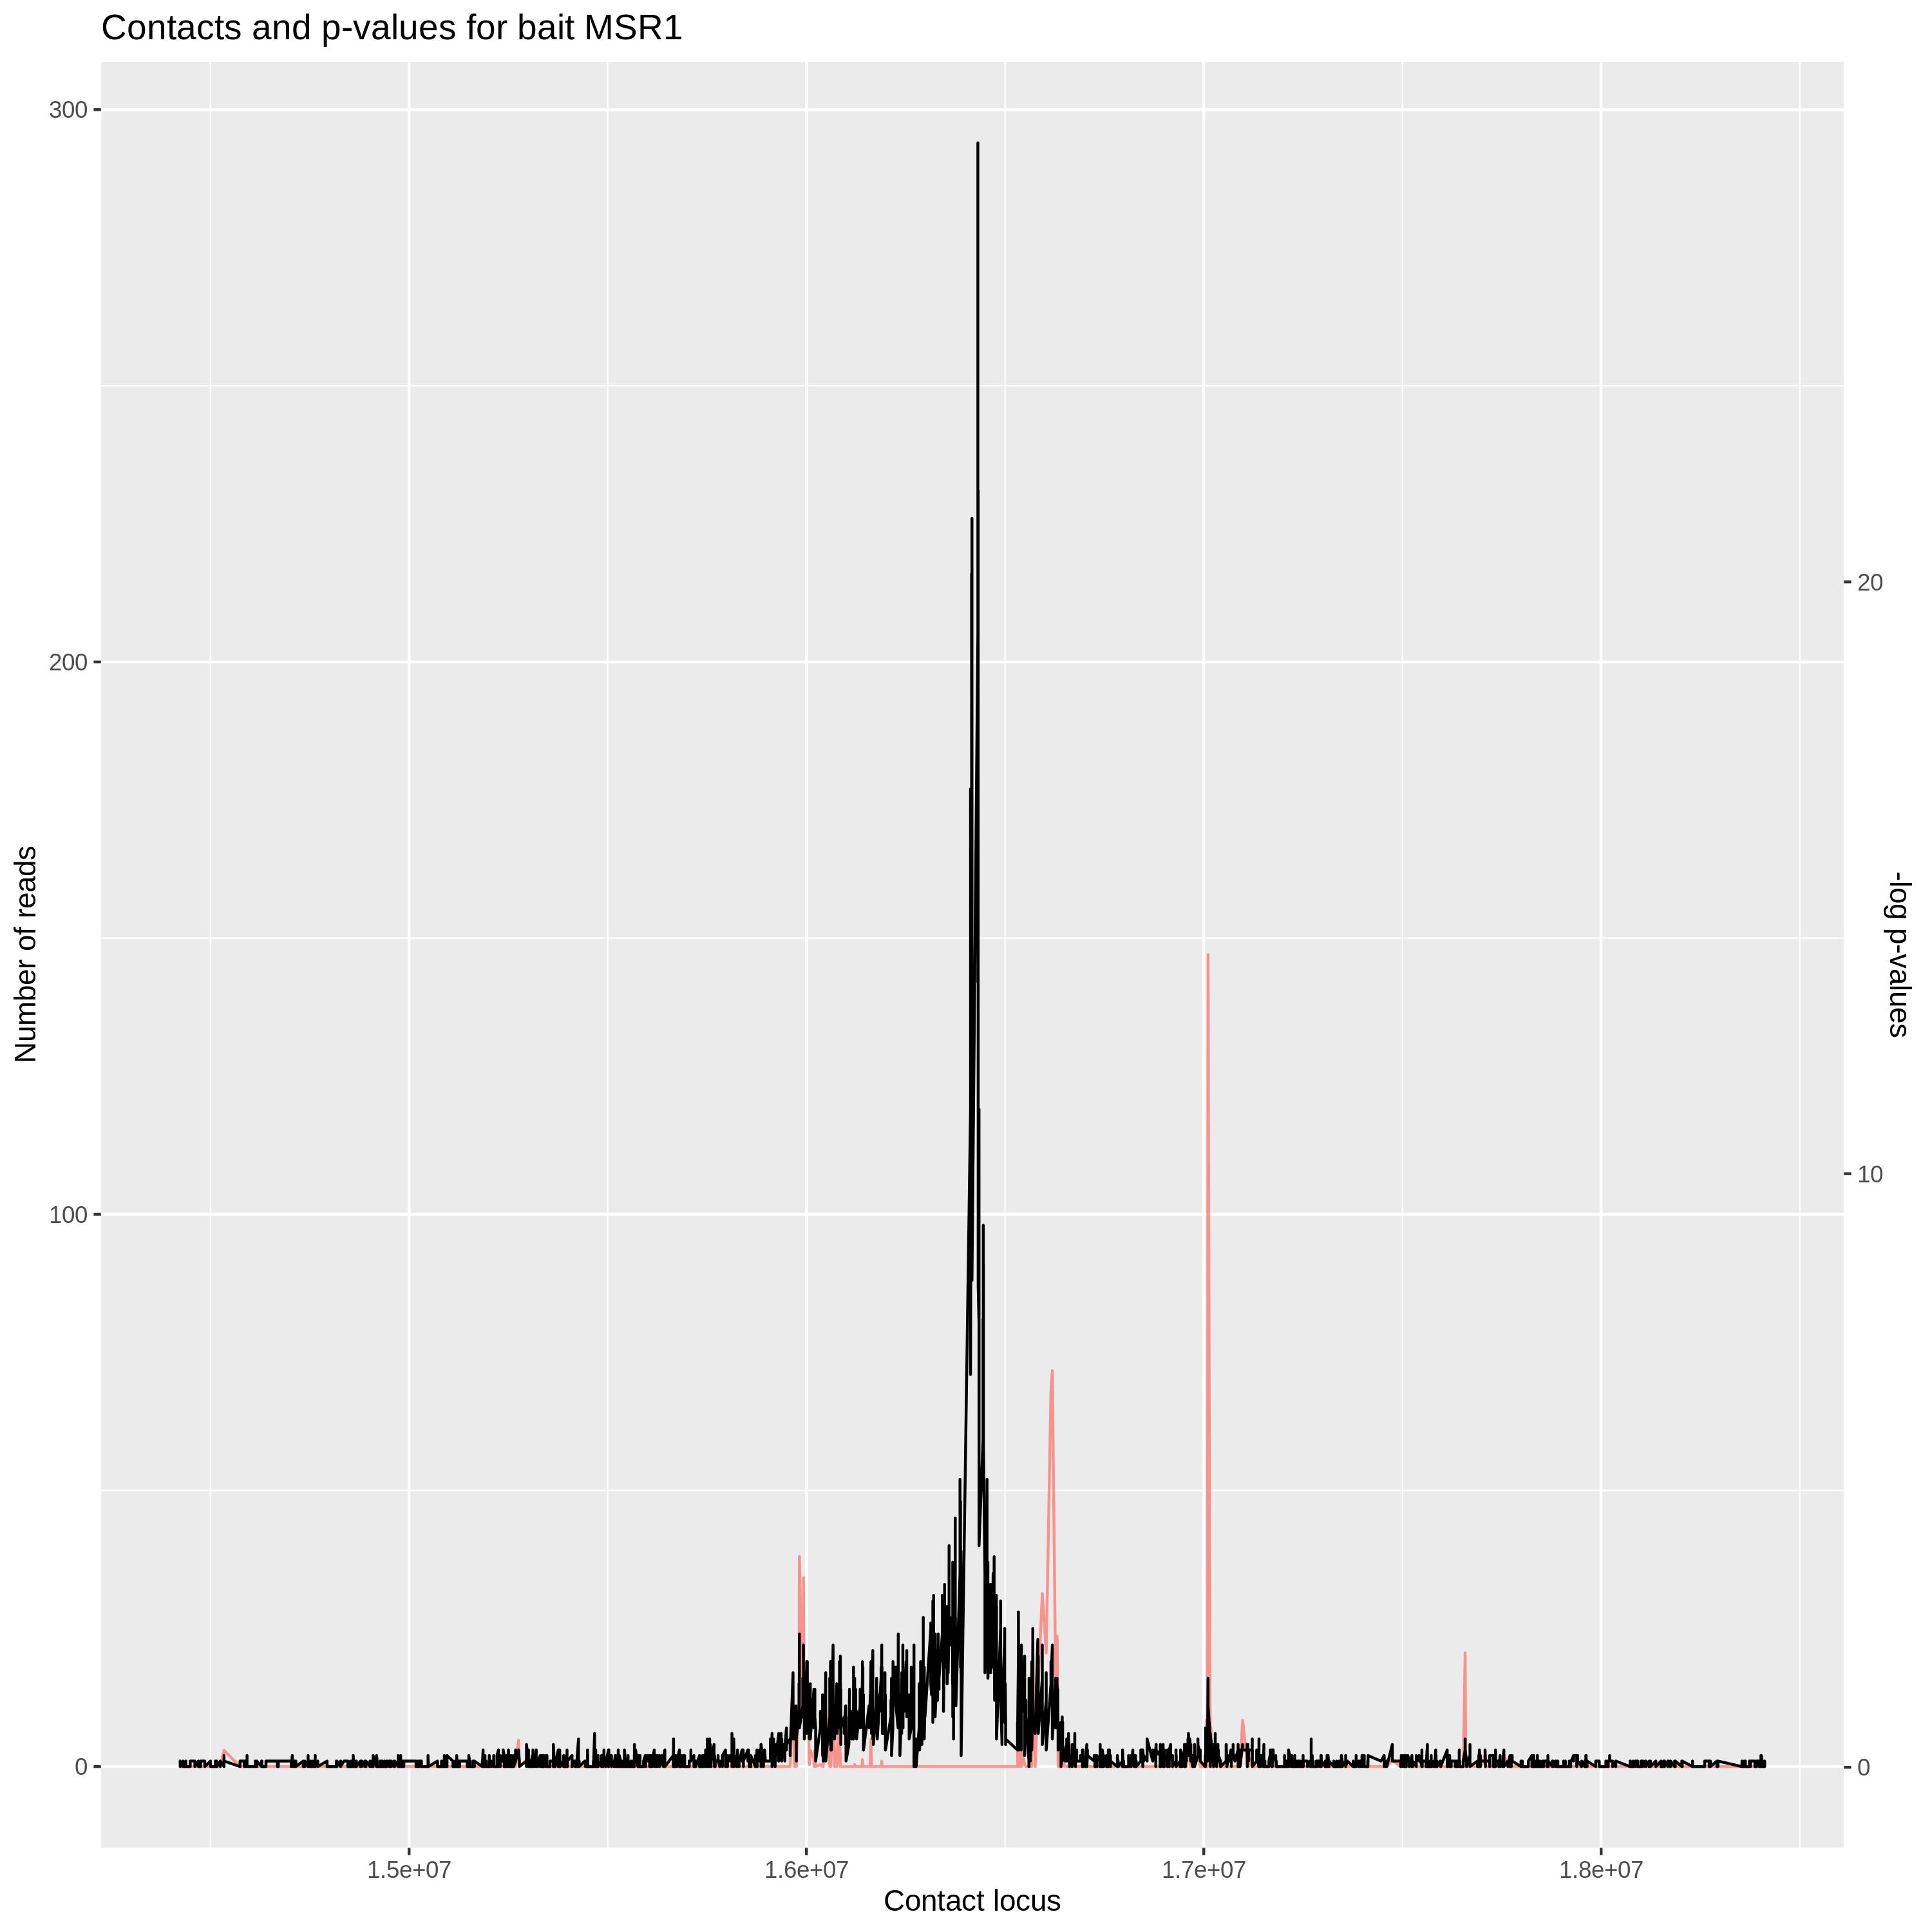 Contacts and p-values for bait MSR1
300
200
100
0
Number of reads
20
10
0
-log p-values
1.5e+07
1.6e+07
1.7e+07
1.8e+07
Contact locus